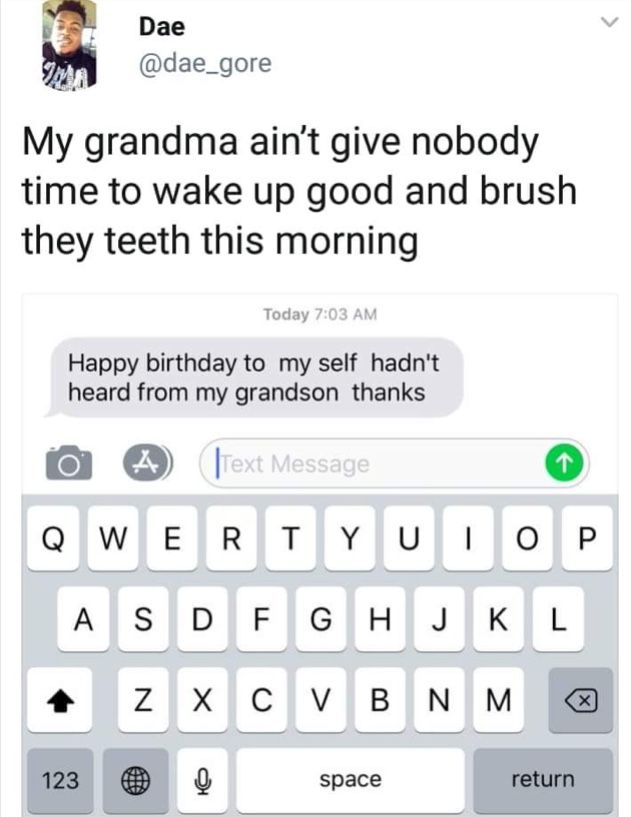 Dae
@dae_gore
My grandma ain't give nobody
time to wake up good and brush
they teeth this morning
Today 7:03 AM
Happy birthday to my self hadn't
heard from my grandson thanks
Text Message
Q W E R T Y U I O P
A S D F G H J K L
Z X C V B N M
123 space return